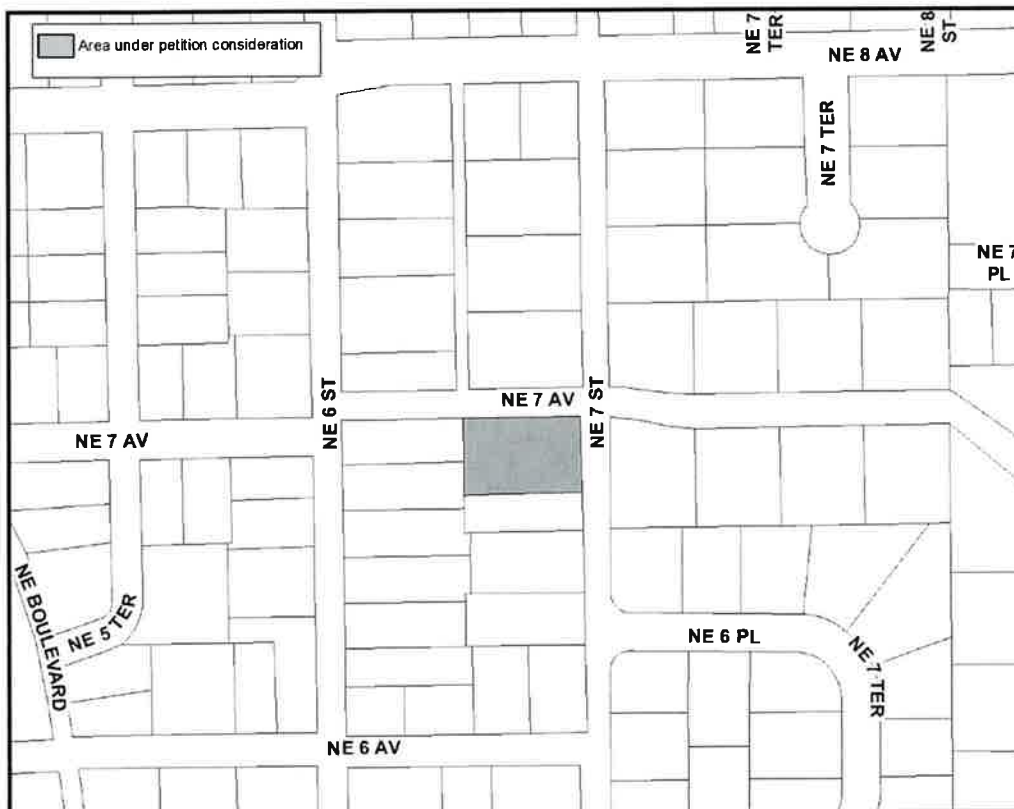 Area under petition consideration
NE 7
TER
NE 8
ST
NE 8 AV
NE 7 TER
NE 7
PL
NE 6 ST
NE 7 AV
NE 7 ST
NE 7 AV
NE BOULEVARD
NE 5 TER
NE 6 PL
NE 7 TER
NE 6 AV